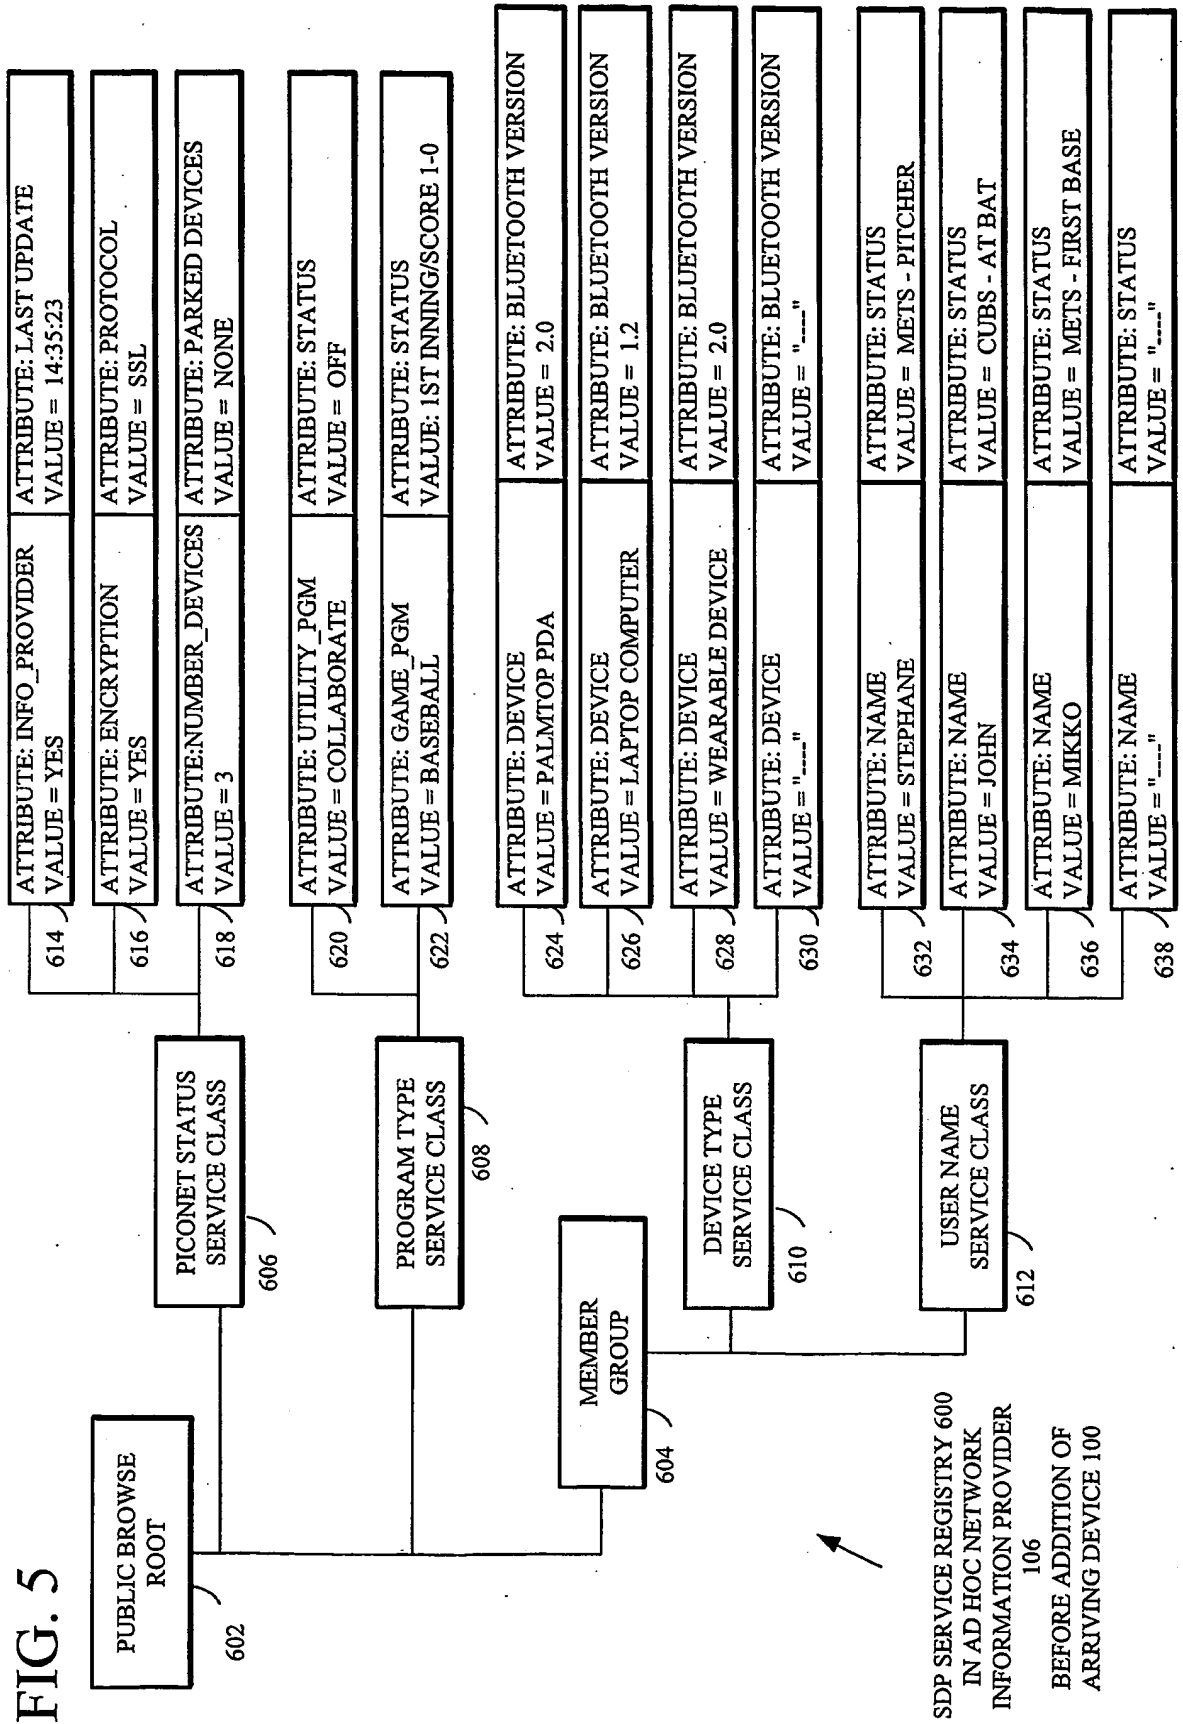 FIG. 5
PUBLIC BROWSE
ROOT
602
PICONET STATUS
SERVICE CLASS
606
ATTRIBUTE: INFO_PROVIDER
VALUE = YES
ATTRIBUTE: LAST UPDATE
VALUE = 14:35:23
614
ATTRIBUTE: ENCRYPTION
VALUE = YES
ATTRIBUTE: PROTOCOL
VALUE = SSL
616
ATTRIBUTE:NUMBER_DEVICES
VALUE = 3
ATTRIBUTE: PARKED DEVICES
VALUE = NONE
618
PROGRAM TYPE
SERVICE CLASS
608
ATTRIBUTE: UTILITY_PGM
VALUE = COLLABORATE
ATTRIBUTE: STATUS
VALUE = OFF
620
ATTRIBUTE: GAME_PGM
VALUE = BASEBALL
ATTRIBUTE: STATUS
VALUE: 1ST INNING/SCORE 1-0
622
MEMBER
GROUP
604
DEVICE TYPE
SERVICE CLASS
610
ATTRIBUTE: DEVICE
VALUE = PALMTOP PDA
ATTRIBUTE: BLUETOOTH VERSION
VALUE = 2.0
624
ATTRIBUTE: DEVICE
VALUE = LAPTOP COMPUTER
ATTRIBUTE: BLUETOOTH VERSION
VALUE = 1.2
626
ATTRIBUTE: DEVICE
VALUE = WEARABLE DEVICE
ATTRIBUTE: BLUETOOTH VERSION
VALUE = 2.0
628
ATTRIBUTE: DEVICE
VALUE = "----"
ATTRIBUTE: BLUETOOTH VERSION
VALUE = "----"
630
USER NAME
SERVICE CLASS
612
ATTRIBUTE: NAME
VALUE = STEPHANE
ATTRIBUTE: STATUS
VALUE = METS - PITCHER
632
ATTRIBUTE: NAME
VALUE = JOHN
ATTRIBUTE: STATUS
VALUE = CUBS - AT BAT
634
ATTRIBUTE: NAME
VALUE = MIKKO
ATTRIBUTE: STATUS
VALUE = METS - FIRST BASE
636
ATTRIBUTE: NAME
VALUE = "----"
ATTRIBUTE: STATUS
VALUE = "----"
638
SDP SERVICE REGISTRY 600
IN AD HOC NETWORK
INFORMATION PROVIDER
106
BEFORE ADDITION OF
ARRIVING DEVICE 100